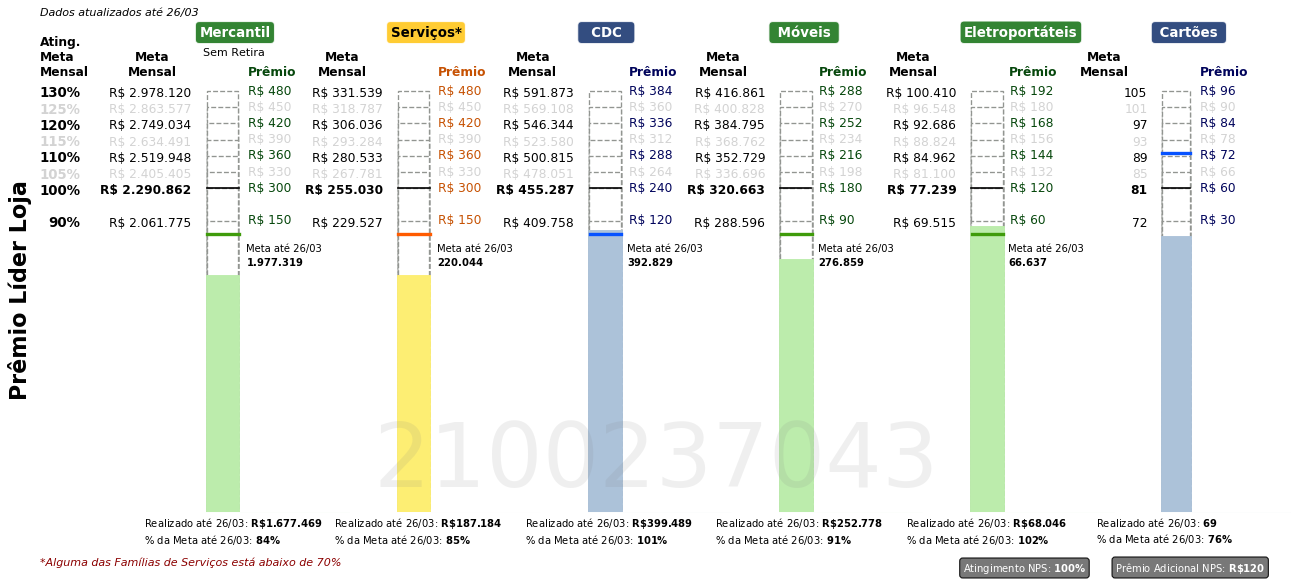 Dados atualizados até 26/03
Mercantil Serviços* CDC Móveis Eletroportáteis Cartões
Sem Retira
Ating. Meta Mensal
Meta Mensal Prêmio Meta Mensal Prêmio Meta Mensal Prêmio Meta Mensal Prêmio Meta Mensal Prêmio Meta Mensal Prêmio
130% R$ 2.978.120 R$ 480 R$ 331.539 R$ 480 R$ 591.873 R$ 384 R$ 416.861 R$ 288 R$ 100.410 R$ 192 105 R$ 96
125% R$ 2.863.577 R$ 450 R$ 318.787 R$ 450 R$ 569.108 R$ 360 R$ 400.828 R$ 270 R$ 96.548 R$ 180 101 R$ 90
120% R$ 2.749.034 R$ 420 R$ 306.036 R$ 420 R$ 546.344 R$ 336 R$ 384.795 R$ 252 R$ 92.686 R$ 168 97 R$ 84
115% R$ 2.634.491 R$ 390 R$ 293.284 R$ 390 R$ 523.580 R$ 312 R$ 368.762 R$ 234 R$ 88.824 R$ 156 93 R$ 78
110% R$ 2.519.948 R$ 360 R$ 280.533 R$ 360 R$ 500.815 R$ 288 R$ 352.729 R$ 216 R$ 84.962 R$ 144 89 R$ 72
105% R$ 2.405.405 R$ 330 R$ 267.781 R$ 330 R$ 478.051 R$ 264 R$ 336.696 R$ 198 R$ 81.100 R$ 132 85 R$ 66
100% R$ 2.290.862 R$ 300 R$ 255.030 R$ 300 R$ 455.287 R$ 240 R$ 320.663 R$ 180 R$ 77.239 R$ 120 81 R$ 60
90% R$ 2.061.775 R$ 150 R$ 229.527 R$ 150 R$ 409.758 R$ 120 R$ 288.596 R$ 90 R$ 69.515 R$ 60 72 R$ 30
Meta até 26/03 Meta até 26/03 Meta até 26/03 Meta até 26/03 Meta até 26/03
1.977.319 220.044 392.829 276.859 66.637
Prêmio Líder Loja
2100237043
Realizado até 26/03: R$1.677.469 Realizado até 26/03: R$187.184 Realizado até 26/03: R$399.489 Realizado até 26/03: R$252.778 Realizado até 26/03: R$68.046 Realizado até 26/03: 69
% da Meta até 26/03: 84% % da Meta até 26/03: 85% % da Meta até 26/03: 101% % da Meta até 26/03: 91% % da Meta até 26/03: 102% % da Meta até 26/03: 76%
*Alguma das Famílias de Serviços está abaixo de 70%
Atingimento NPS: 100% Prêmio Adicional NPS: R$120